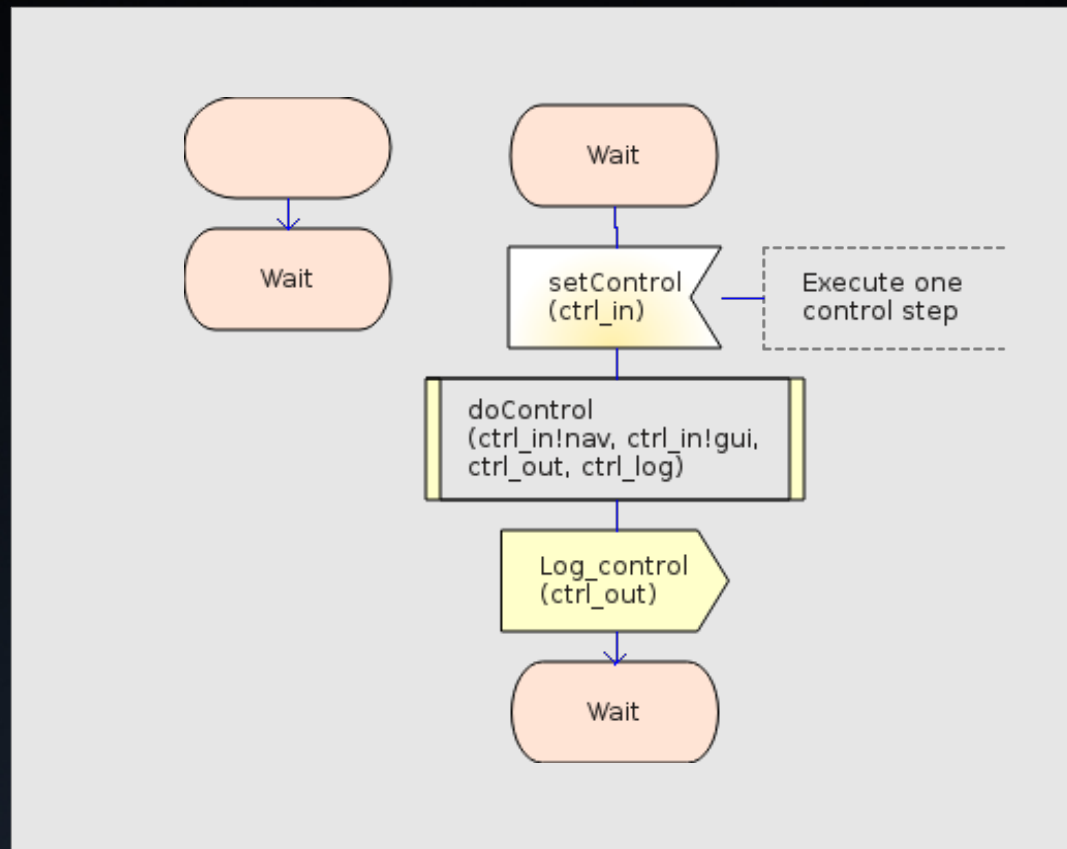 Wait
Wait
setControl
(ctrl_in)
Execute one
control step
doControl
(ctrl_in!nav, ctrl_in!gui,
ctrl_out, ctrl_log)
Log_control
(ctrl_out)
Wait